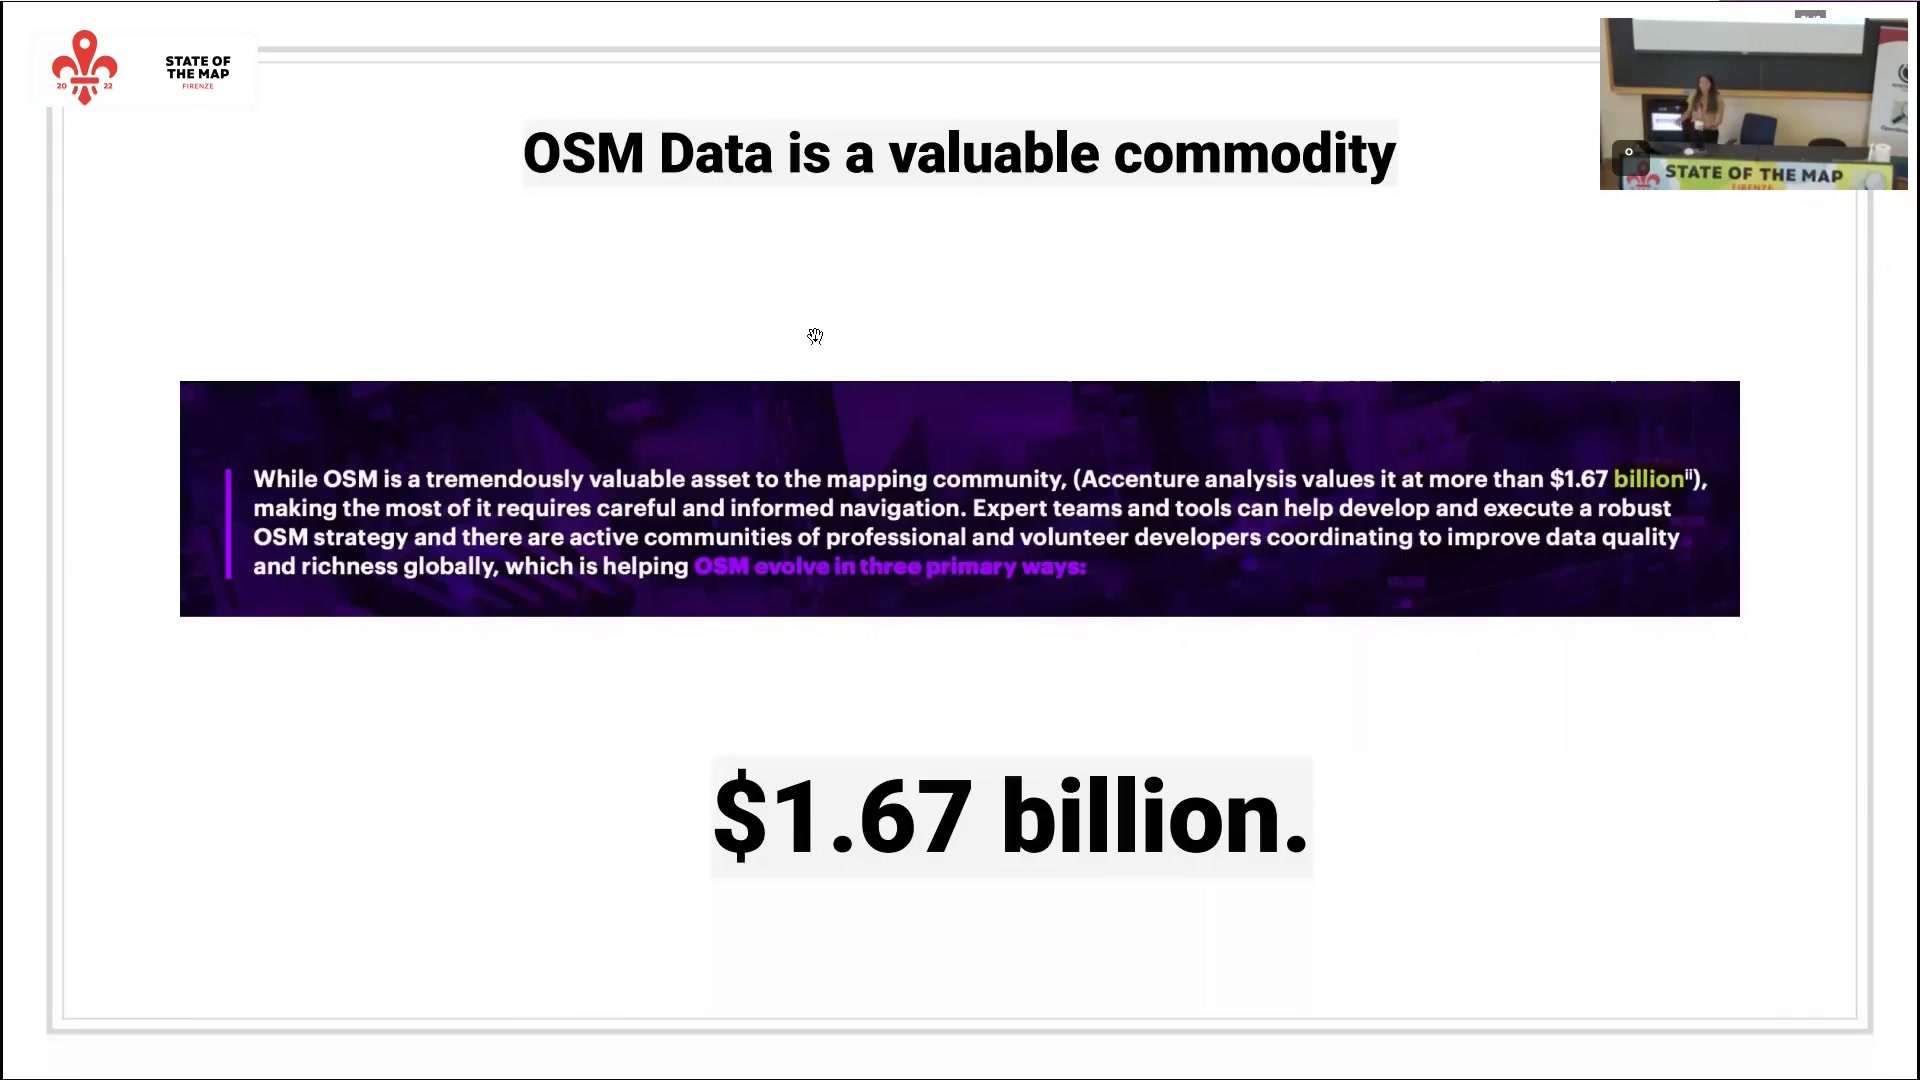 20 22
STATE OF
THE MAP
FIRENZE
OSM Data is a valuable commodity
STATE OF THE MAP
FIRENZE
While OSM is a tremendously valuable asset to the mapping community, (Accenture analysis values it at more than $1.67 billionⁱⁱ),
making the most of it requires careful and informed navigation. Expert teams and tools can help develop and execute a robust
OSM strategy and there are active communities of professional and volunteer developers coordinating to improve data quality
and richness globally, which is helping OSM evolve in three primary ways:
$1.67 billion.